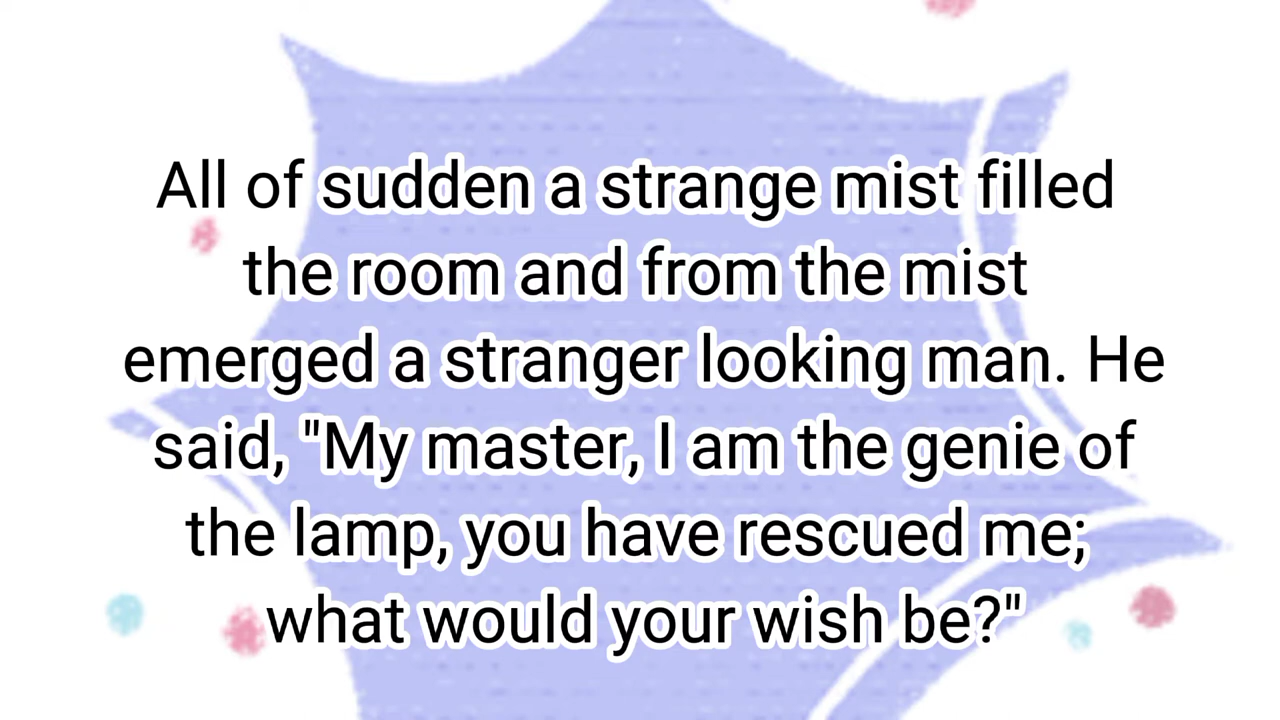 All of sudden a strange mist filled
the room and from the mist
emerged a stranger looking man. He
said, "My master, I am the genie of
the lamp, you have rescued me;
what would your wish be?"